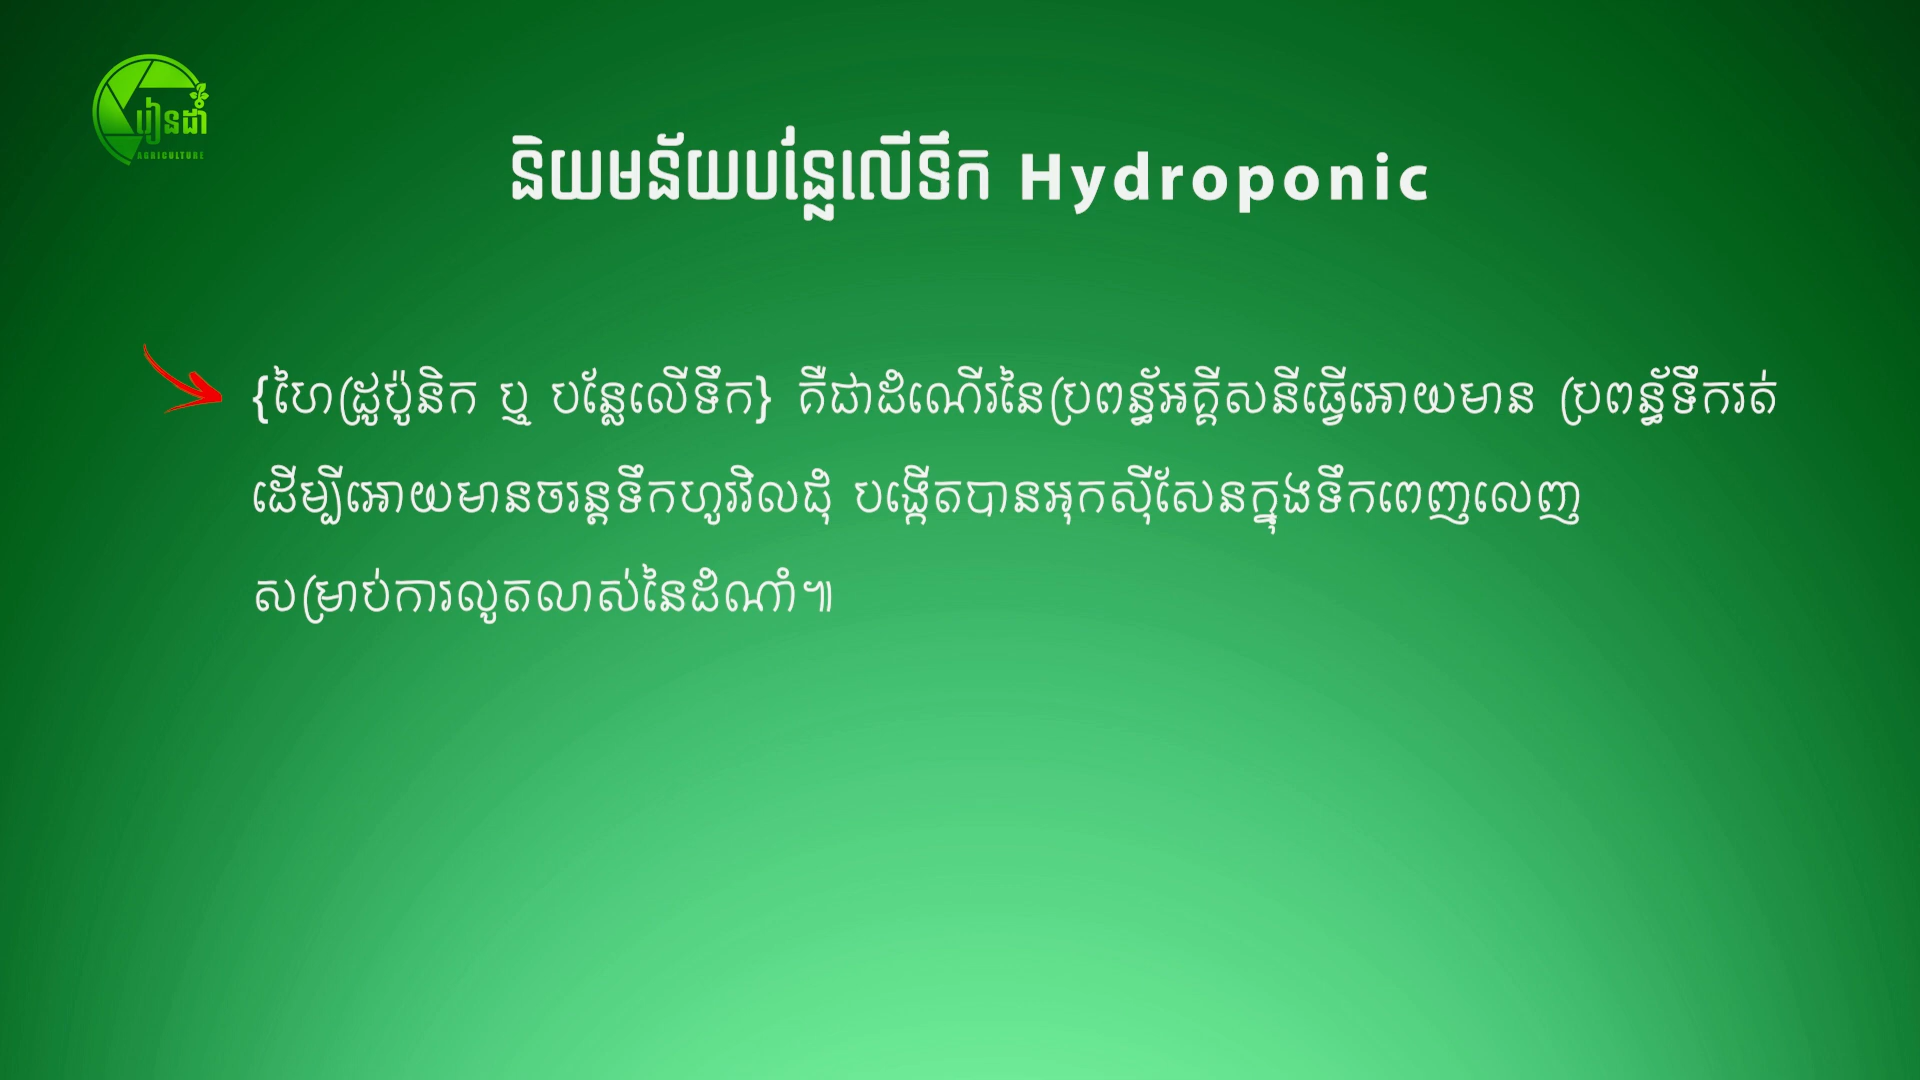 រៀនដាំ
AGRICULTURE
និយមន័យបន្លែលើទឹក Hydroponic
{ហៃដ្រូប៉ូនិក ឬ បន្លែលើទឹក} គឺជាដំណើរនៃប្រពន្ធ័អគ្គីសនីធ្វើអោយមាន ប្រពន្ធ័ទឹករត់
ដើម្បីអោយមានចរន្តទឹកហូរវិលជុំ បង្កើតបានអុកស៊ីសែនក្នុងទឹកពេញលេញ
សម្រាប់ការលូតលាស់នៃដំណាំ៕